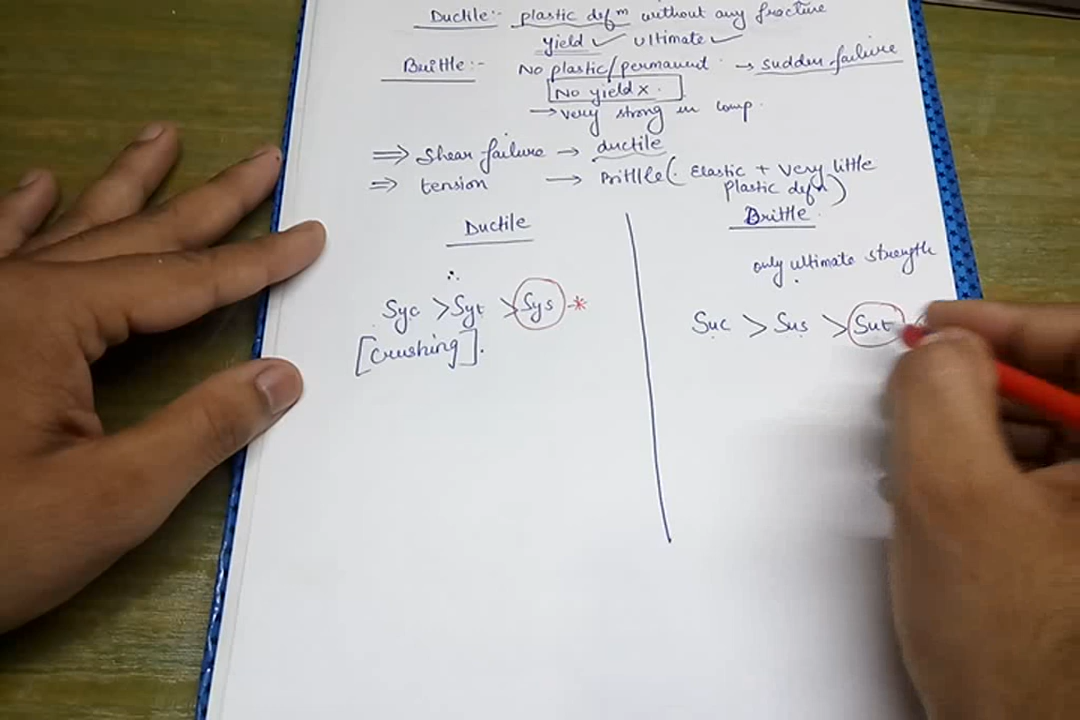 Ductile:- plastic defm without any fracture
yield ✓ ultimate ✓
Brittle:- No plastic/permanent → sudden failure
No yield x.
→ very strong in comp.
⇒ Shear failure → ductile
⇒ tension → Brittle (∵ Elastic + very little plastic defn)
Ductile
∴
Syc > Syt > Sys *
[crushing].
Brittle.
only ultimate strength
Suc > Sus > Sut